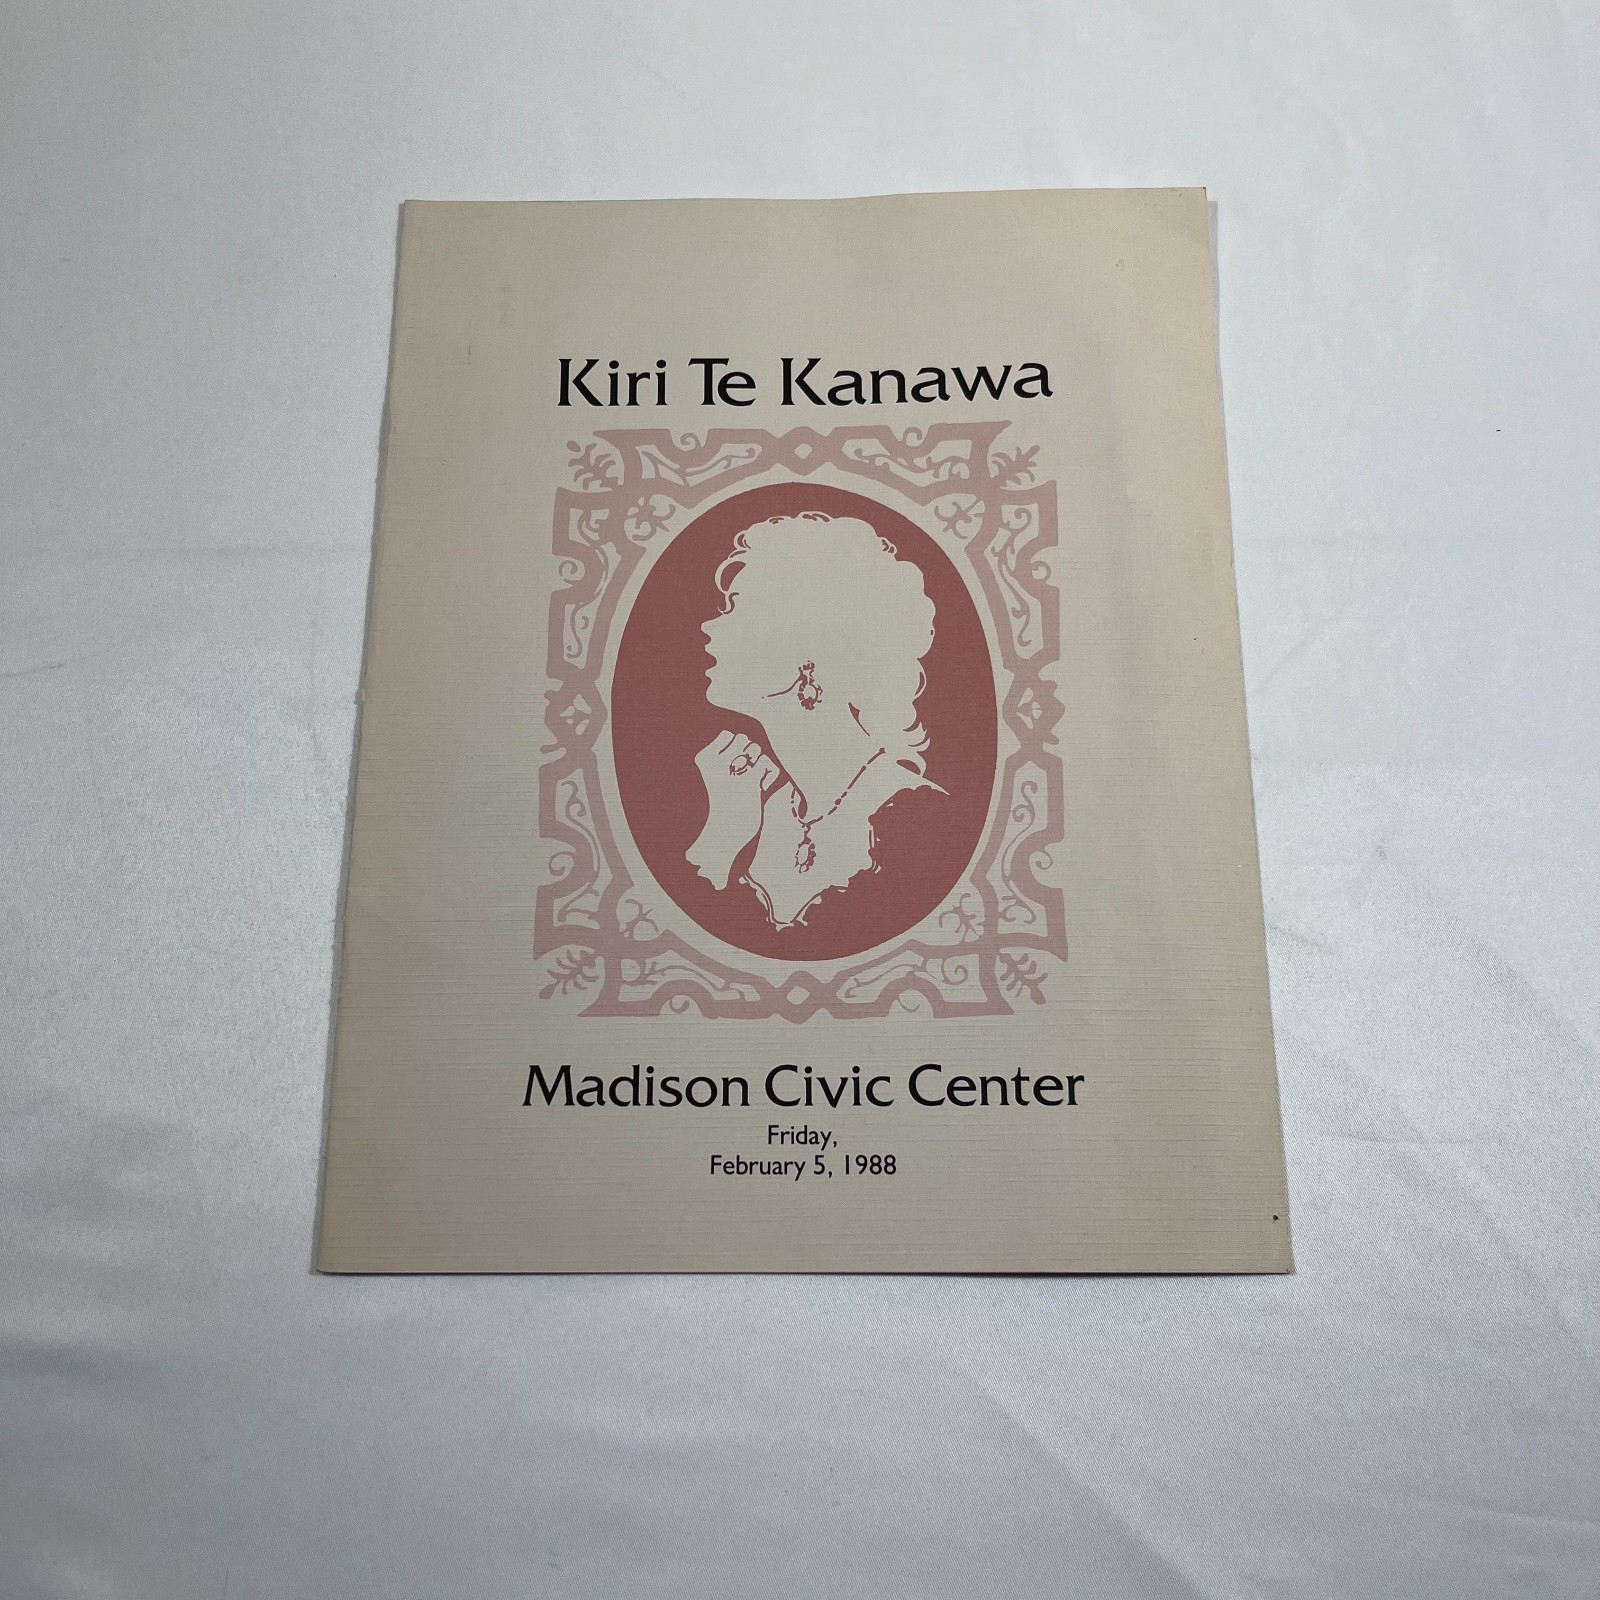 Kiri Te Kanawa
Madison Civic Center
Friday,
February 5, 1988